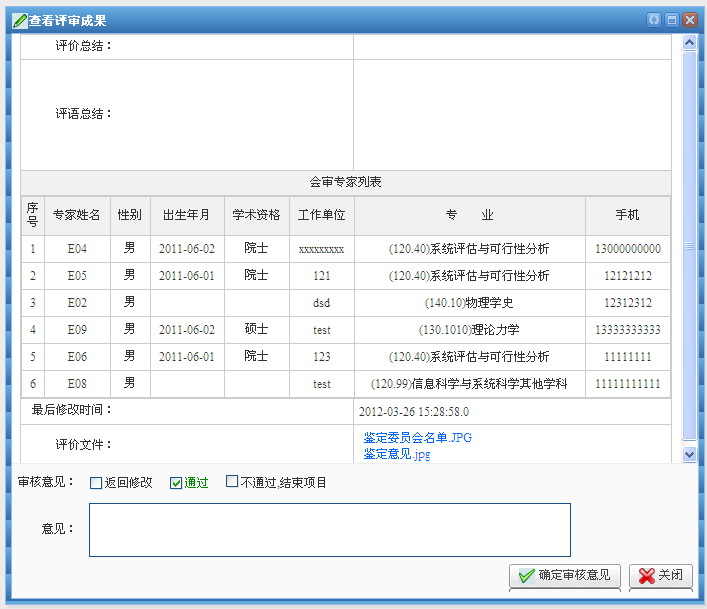 查看评审成果
评价总结：
评语总结：
会审专家列表
序号 专家姓名 性别 出生年月 学术资格 工作单位 专 业 手机
1 E04 男 2011-06-02 院士 xxxxxxxxx (120.40)系统评估与可行性分析 13000000000
2 E05 男 2011-06-01 院士 121 (120.40)系统评估与可行性分析 12121212
3 E02 男 dsd (140.10)物理学史 12312312
4 E09 男 2011-06-02 硕士 test (130.1010)理论力学 13333333333
5 E06 男 2011-06-01 院士 123 (120.40)系统评估与可行性分析 11111111
6 E08 男 test (120.99)信息科学与系统科学其他学科 11111111111
最后修改时间： 2012-03-26 15:28:58.0
评价文件： 鉴定委员会名单.JPG
鉴定意见.jpg
审核意见： 返回修改 通过 不通过,结束项目
意见：
确定审核意见 关闭